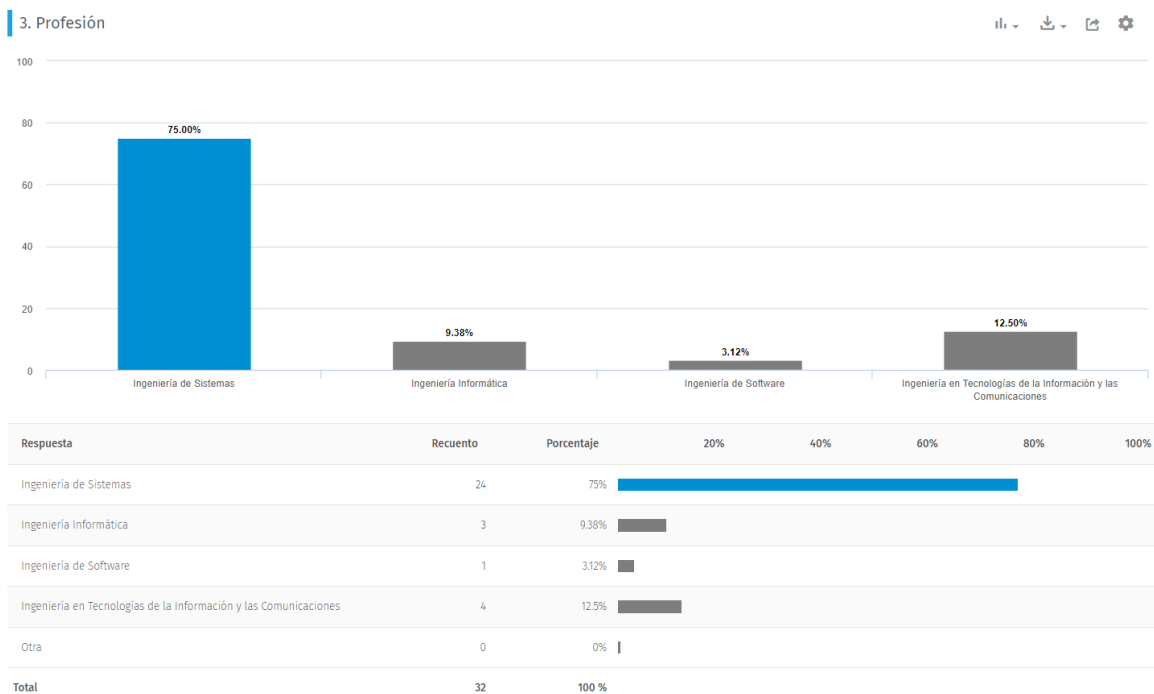 3. Profesión
100
80
60
40
20
0
75.00%
9.38%
3.12%
12.50%
Ingeniería de Sistemas
Ingeniería Informática
Ingeniería de Software
Ingeniería en Tecnologías de la Información y las
Comunicaciones
Respuesta Recuento Porcentaje 20% 40% 60% 80% 100%
Ingeniería de Sistemas 24 75%
Ingeniería Informática 3 9.38%
Ingeniería de Software 1 3.12%
Ingeniería en Tecnologías de la Información y las Comunicaciones 4 12.5%
Otra 0 0%
Total 32 100 %